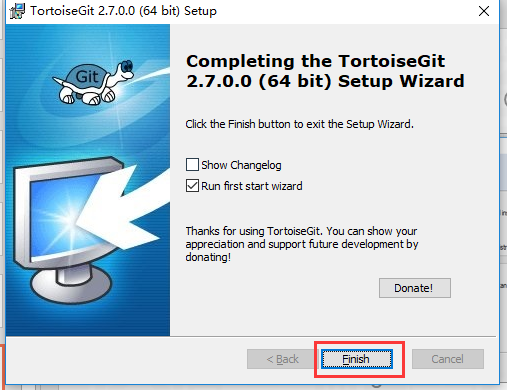 TortoiseGit 2.7.0.0 (64 bit) Setup
Git
Completing the TortoiseGit
2.7.0.0 (64 bit) Setup Wizard
Click the Finish button to exit the Setup Wizard.
Show Changelog
Run first start wizard
Thanks for using TortoiseGit. You can show your
appreciation and support future development by
donating!
Donate!
< Back
Finish
Cancel